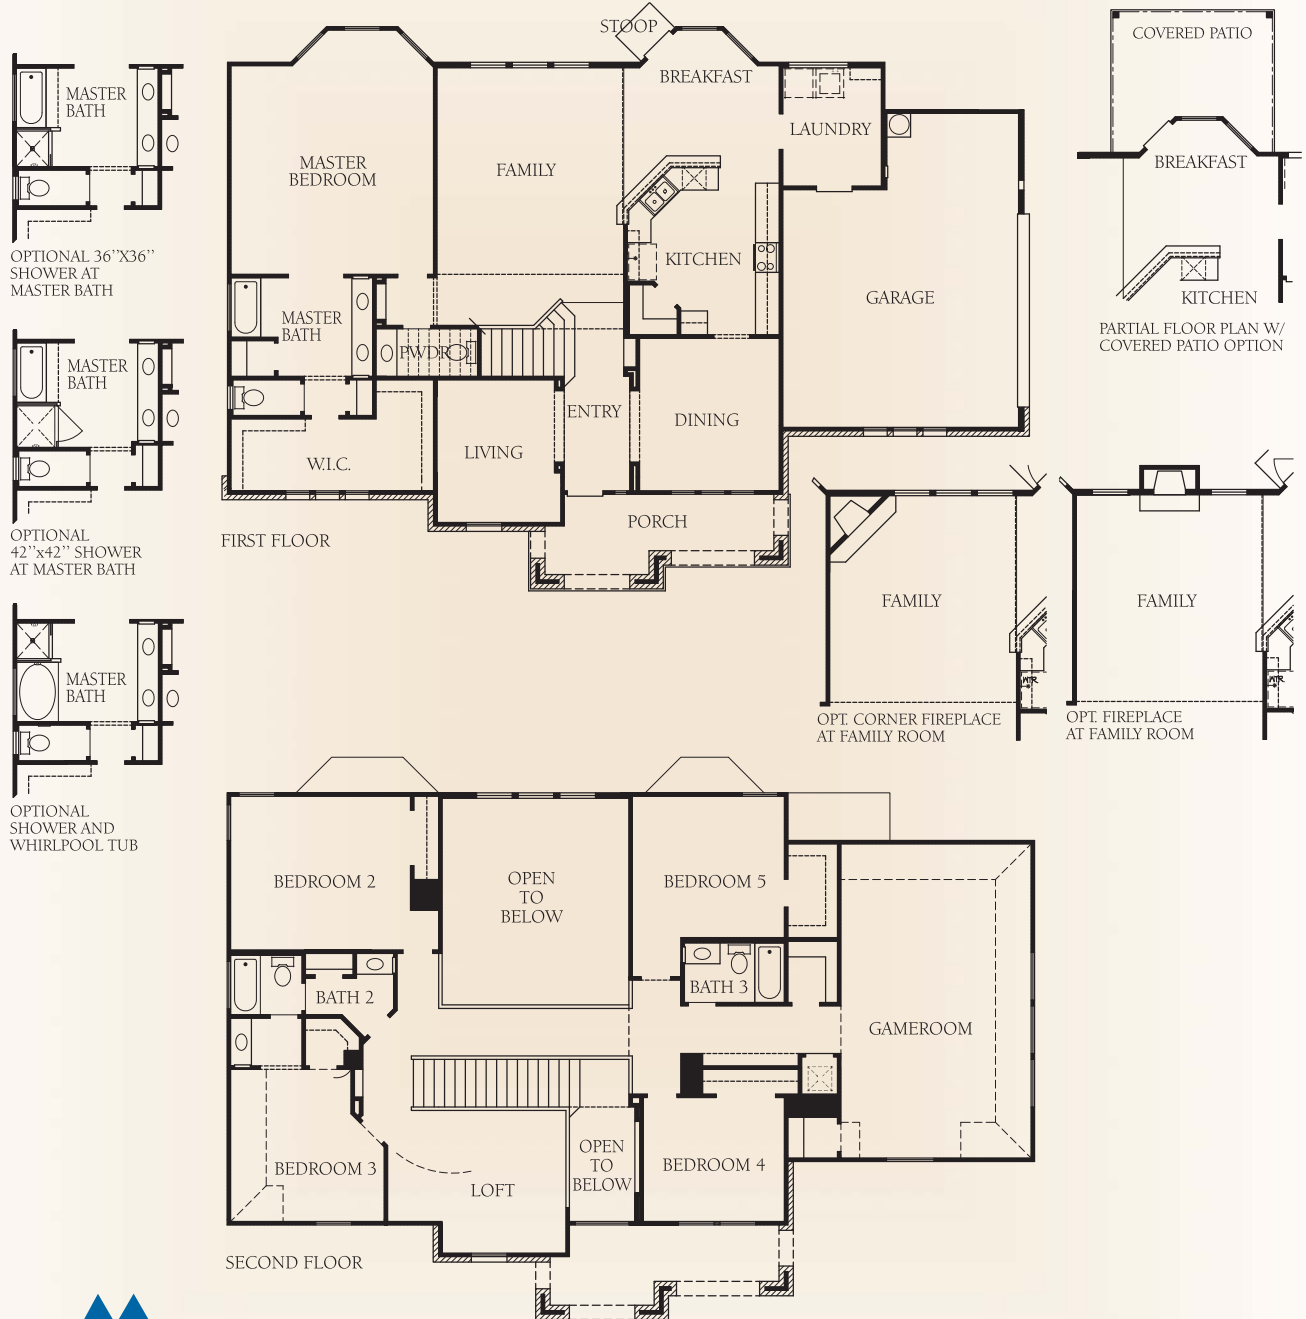 STOOP
COVERED PATIO
BREAKFAST
MASTER
BATH
LAUNDRY
MASTER
BEDROOM
FAMILY
BREAKFAST
OPTIONAL 36"X36"
SHOWER AT
MASTER BATH
KITCHEN
GARAGE
KITCHEN
MASTER
BATH
PARTIAL FLOOR PLAN W/
COVERED PATIO OPTION
PWDR
MASTER
BATH
ENTRY
DINING
LIVING
W.I.C.
PORCH
FIRST FLOOR
OPTIONAL
42"x42" SHOWER
AT MASTER BATH
FAMILY
FAMILY
WTR
WTR
MASTER
BATH
OPT. CORNER FIREPLACE
AT FAMILY ROOM
OPT. FIREPLACE
AT FAMILY ROOM
OPTIONAL
SHOWER AND
WHIRLPOOL TUB
BEDROOM 2
OPEN
TO
BELOW
BEDROOM 5
BATH 2
BATH 3
GAMEROOM
BEDROOM 3
LOFT
OPEN
TO
BELOW
BEDROOM 4
SECOND FLOOR